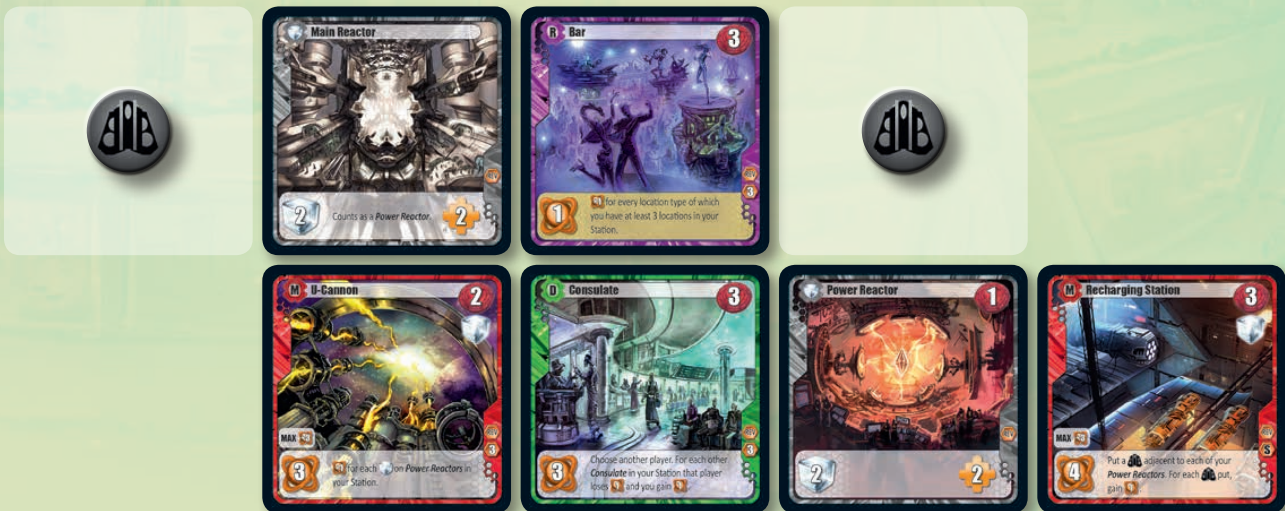 Main Reactor
2
Counts as a Power Reactor.
2
R Bar
3
3
1
for every location type of which
you have at least 3 locations in your
Station.
M U-Cannon
2
3
MAX
3
for each on Power Reactors in
your Station.
D Consulate
3
3
3
Choose another player. For each other
Consulate in your Station that player
loses and you gain
Power Reactor
1
2
2
M Recharging Station
3
S
MAX
4
Put a adjacent to each of your
Power Reactors. For each put,
gain